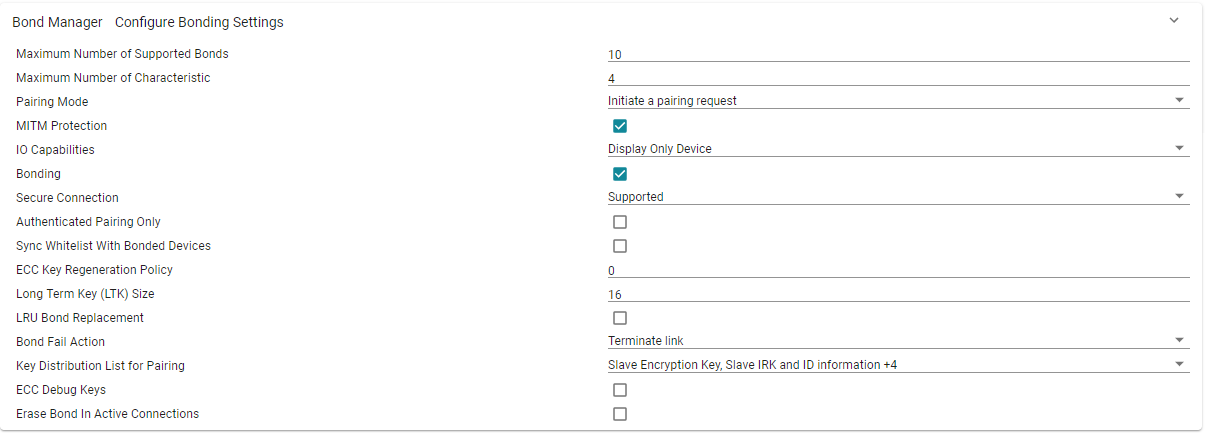 Bond Manager Configure Bonding Settings
Maximum Number of Supported Bonds 10
Maximum Number of Characteristic 4
Pairing Mode Initiate a pairing request
MITM Protection
IO Capabilities Display Only Device
Bonding
Secure Connection Supported
Authenticated Pairing Only
Sync Whitelist With Bonded Devices
ECC Key Regeneration Policy 0
Long Term Key (LTK) Size 16
LRU Bond Replacement
Bond Fail Action Terminate link
Key Distribution List for Pairing Slave Encryption Key, Slave IRK and ID information +4
ECC Debug Keys
Erase Bond In Active Connections